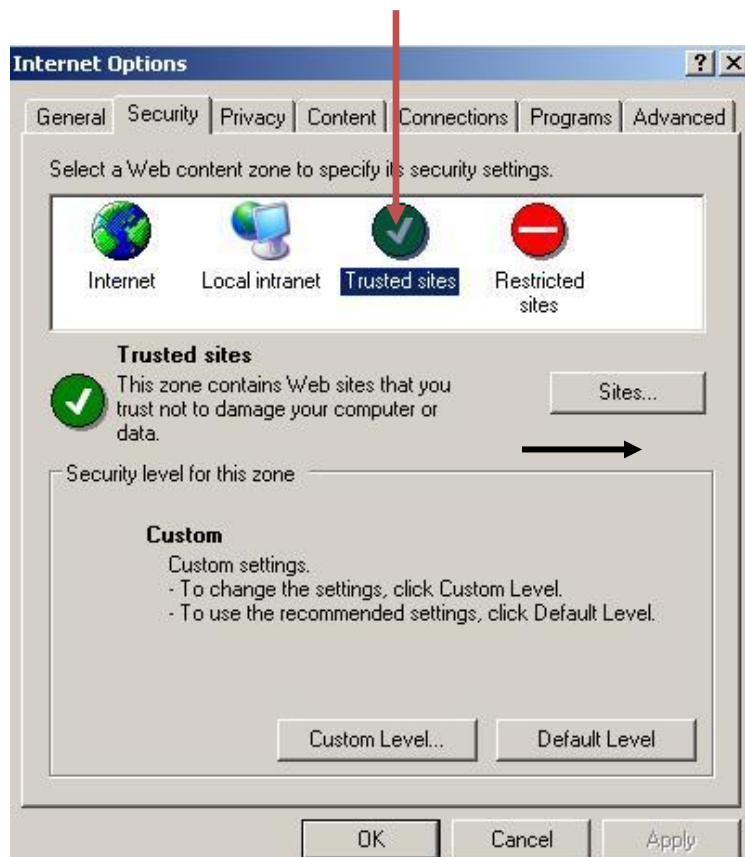 Internet Options
General Security Privacy Content Connections Programs Advanced
Select a Web content zone to specify its security settings.
Internet Local intranet Trusted sites Restricted sites
Trusted sites
This zone contains Web sites that you
trust not to damage your computer or
data.
Sites...
Security level for this zone
Custom
Custom settings.
- To change the settings, click Custom Level.
- To use the recommended settings, click Default Level.
Custom Level... Default Level
OK Cancel Apply